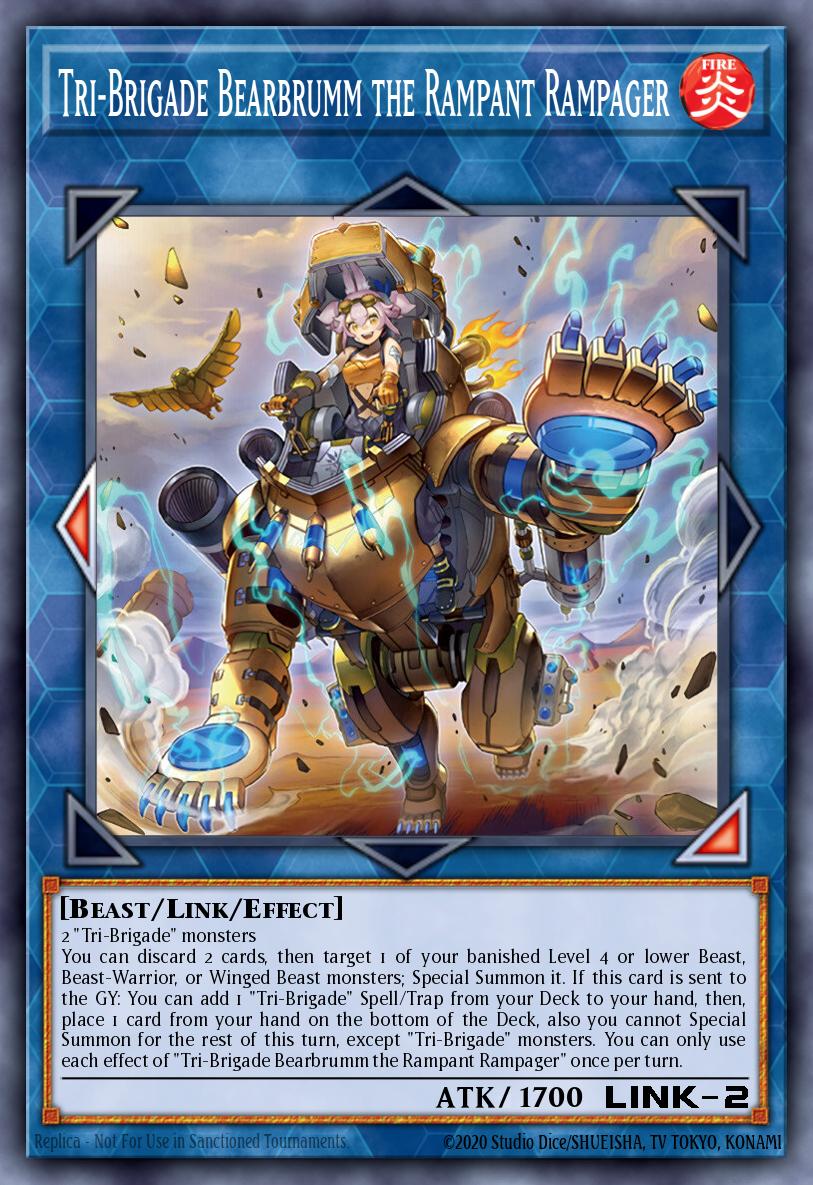 Tri-Brigade Bearbrumm the Rampant Rampager
FIRE
炎
[Beast/Link/Effect]
2 "Tri-Brigade" monsters
You can discard 2 cards, then target 1 of your banished Level 4 or lower Beast,
Beast-Warrior, or Winged Beast monsters; Special Summon it. If this card is sent to
the GY: You can add 1 "Tri-Brigade" Spell/Trap from your Deck to your hand, then,
place 1 card from your hand on the bottom of the Deck, also you cannot Special
Summon for the rest of this turn, except "Tri-Brigade" monsters. You can only use
each effect of "Tri-Brigade Bearbrumm the Rampant Rampager" once per turn.
ATK/ 1700 LINK-2
Replica - Not For Use in Sanctioned Tournaments. ©2020 Studio Dice/SHUEISHA, TV TOKYO, KONAMI